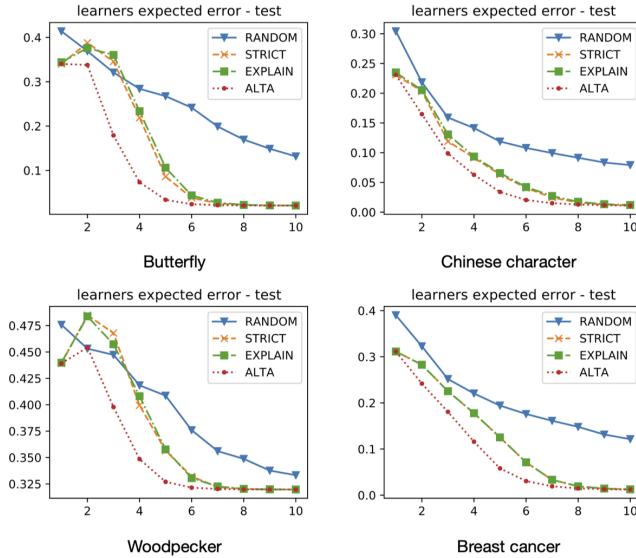 learners expected error - test
0.4
0.3
0.2
0.1
2
4
6
8
10
RANDOM
STRICT
EXPLAIN
ALTA
Butterfly
learners expected error - test
0.30
0.25
0.20
0.15
0.10
0.05
0.00
2
4
6
8
10
RANDOM
STRICT
EXPLAIN
ALTA
Chinese character
learners expected error - test
0.475
0.450
0.425
0.400
0.375
0.350
0.325
2
4
6
8
10
RANDOM
STRICT
EXPLAIN
ALTA
Woodpecker
learners expected error - test
0.4
0.3
0.2
0.1
0.0
2
4
6
8
10
RANDOM
STRICT
EXPLAIN
ALTA
Breast cancer